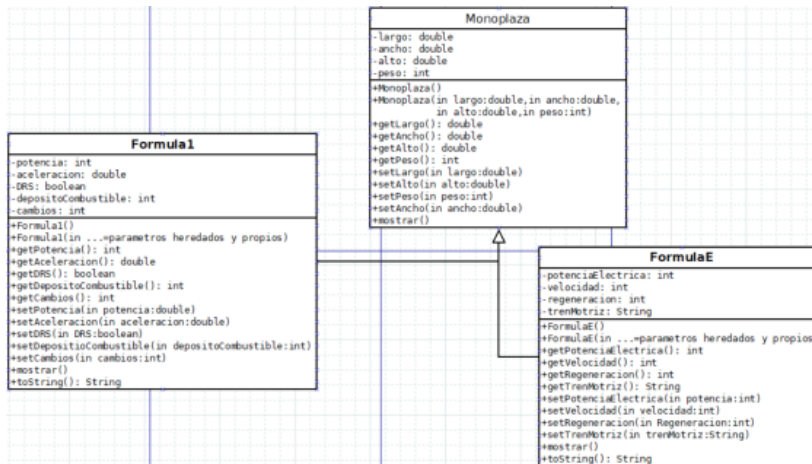 Monoplaza
-largo: double
-ancho: double
-alto: double
-peso: int
+Monoplaza()
+Monoplaza(in largo:double,in ancho:double,
in alto:double,in peso:int)
+getLargo(): double
+getAncho(): double
+getAlto(): double
+getPeso(): int
+setLargo(in largo:double)
+setAlto(in alto:double)
+setPeso(in peso:int)
+setAncho(in ancho:double)
+mostrar()
Formula1
-potencia: int
-aceleracion: double
-DRS: boolean
-depositoCombustible: int
-cambios: int
+Formula1()
+Formula1(in ...=parametros heredados y propios)
+getPotencia(): int
+getAceleracion(): double
+getDRS(): boolean
+getDepositoCombustible(): int
+getCambios(): int
+setPotencia(in potencia:double)
+setAceleracion(in aceleracion:double)
+setDRS(in DRS:boolean)
+setDepositioCombustible(in depositoCombustible:int)
+setCambios(in cambios:int)
+mostrar()
+toString(): String
FormulaE
-potenciaElectrica: int
-velocidad: int
-regeneracion: int
-trenMotriz: String
+FormulaE()
+FormulaE(in ...=parametros heredados y propios
+getPotenciaElectrica(): int
+getVelocidad(): int
+getRegeneracion(): int
+getTrenMotriz(): String
+setPotenciaElectrica(in potencia:int)
+setVelocidad(in velocidad:int)
+setRegeneracion(in Regeneracion:int)
+setTrenMotriz(in trenMotriz:String)
+mostrar()
+toString(): String